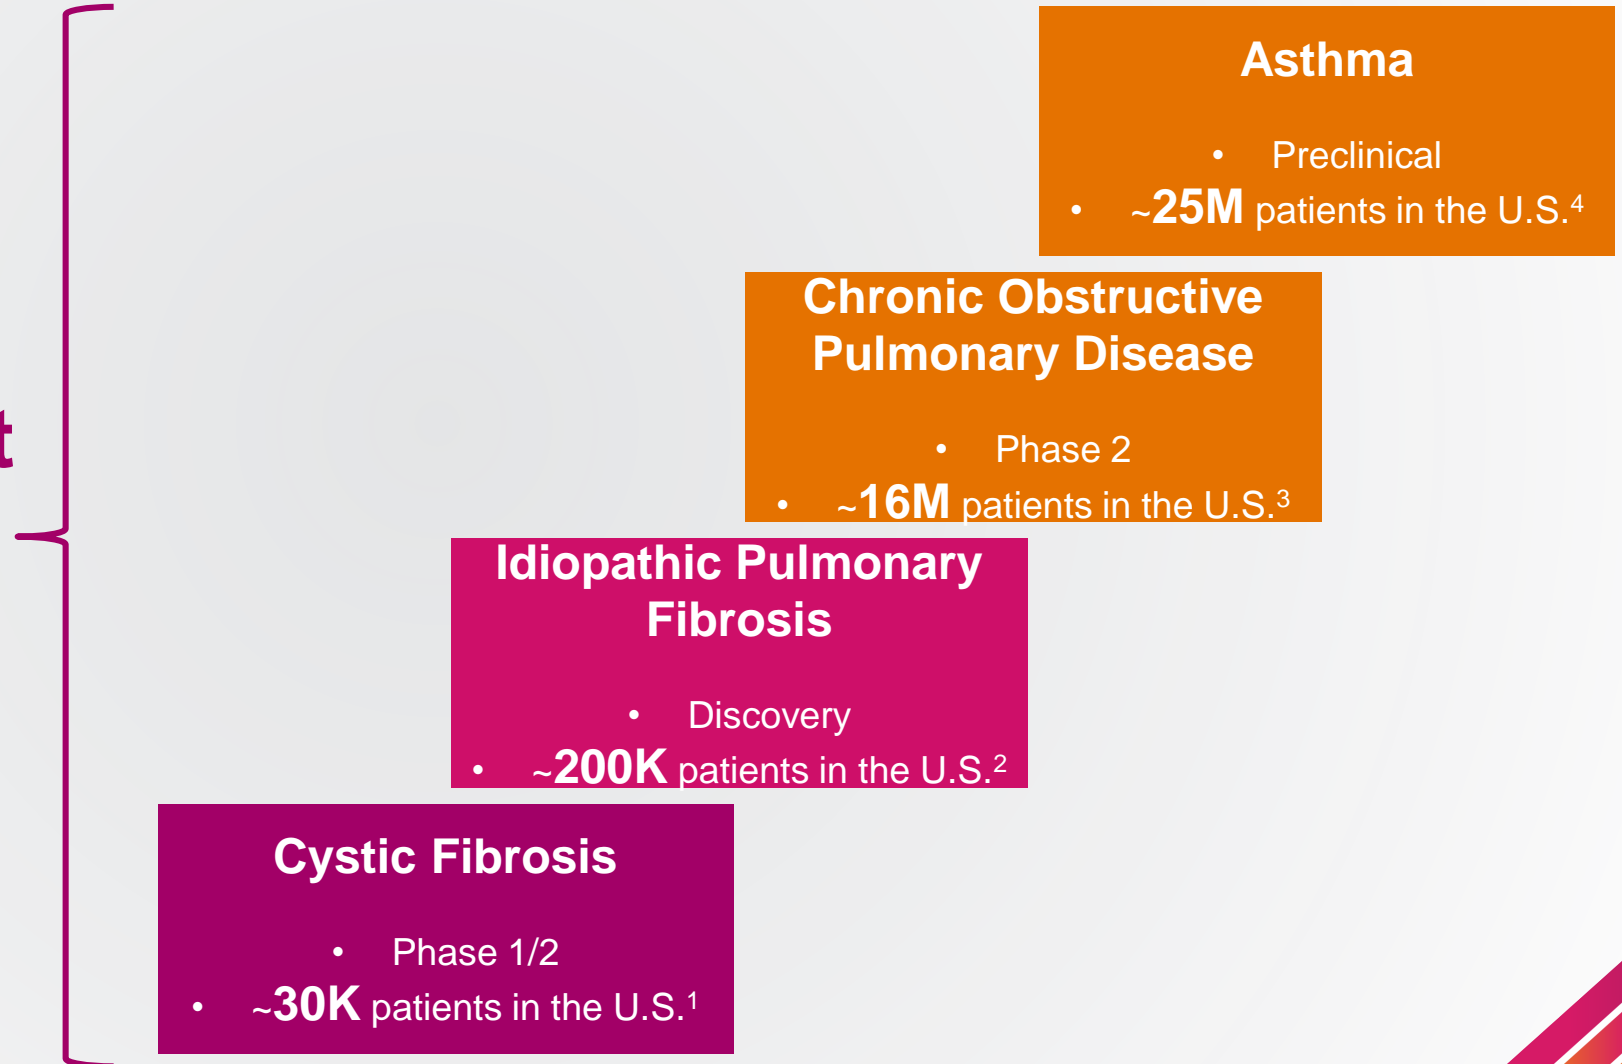 Asthma
• Preclinical
• ~25M patients in the U.S.⁴
Chronic Obstructive
Pulmonary Disease
• Phase 2
• ~16M patients in the U.S.³
t
Idiopathic Pulmonary
Fibrosis
• Discovery
• ~200K patients in the U.S.²
Cystic Fibrosis
• Phase 1/2
• ~30K patients in the U.S.¹